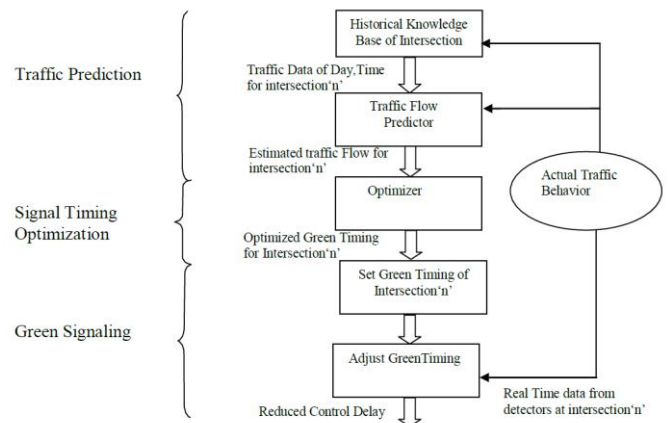 Historical Knowledge
Base of Intersection
Traffic Prediction
Traffic Data of Day,Time
for intersection‘n’
Traffic Flow
Predictor
Estimated traffic Flow for
intersection‘n’
Actual Traffic
Behavior
Optimizer
Signal Timing
Optimization
Optimized Green Timing
for Intersection‘n’
Set Green Timing of
Intersection‘n’
Green Signaling
Adjust GreenTiming
Real Time data from
detectors at intersection‘n’
Reduced Control Delay